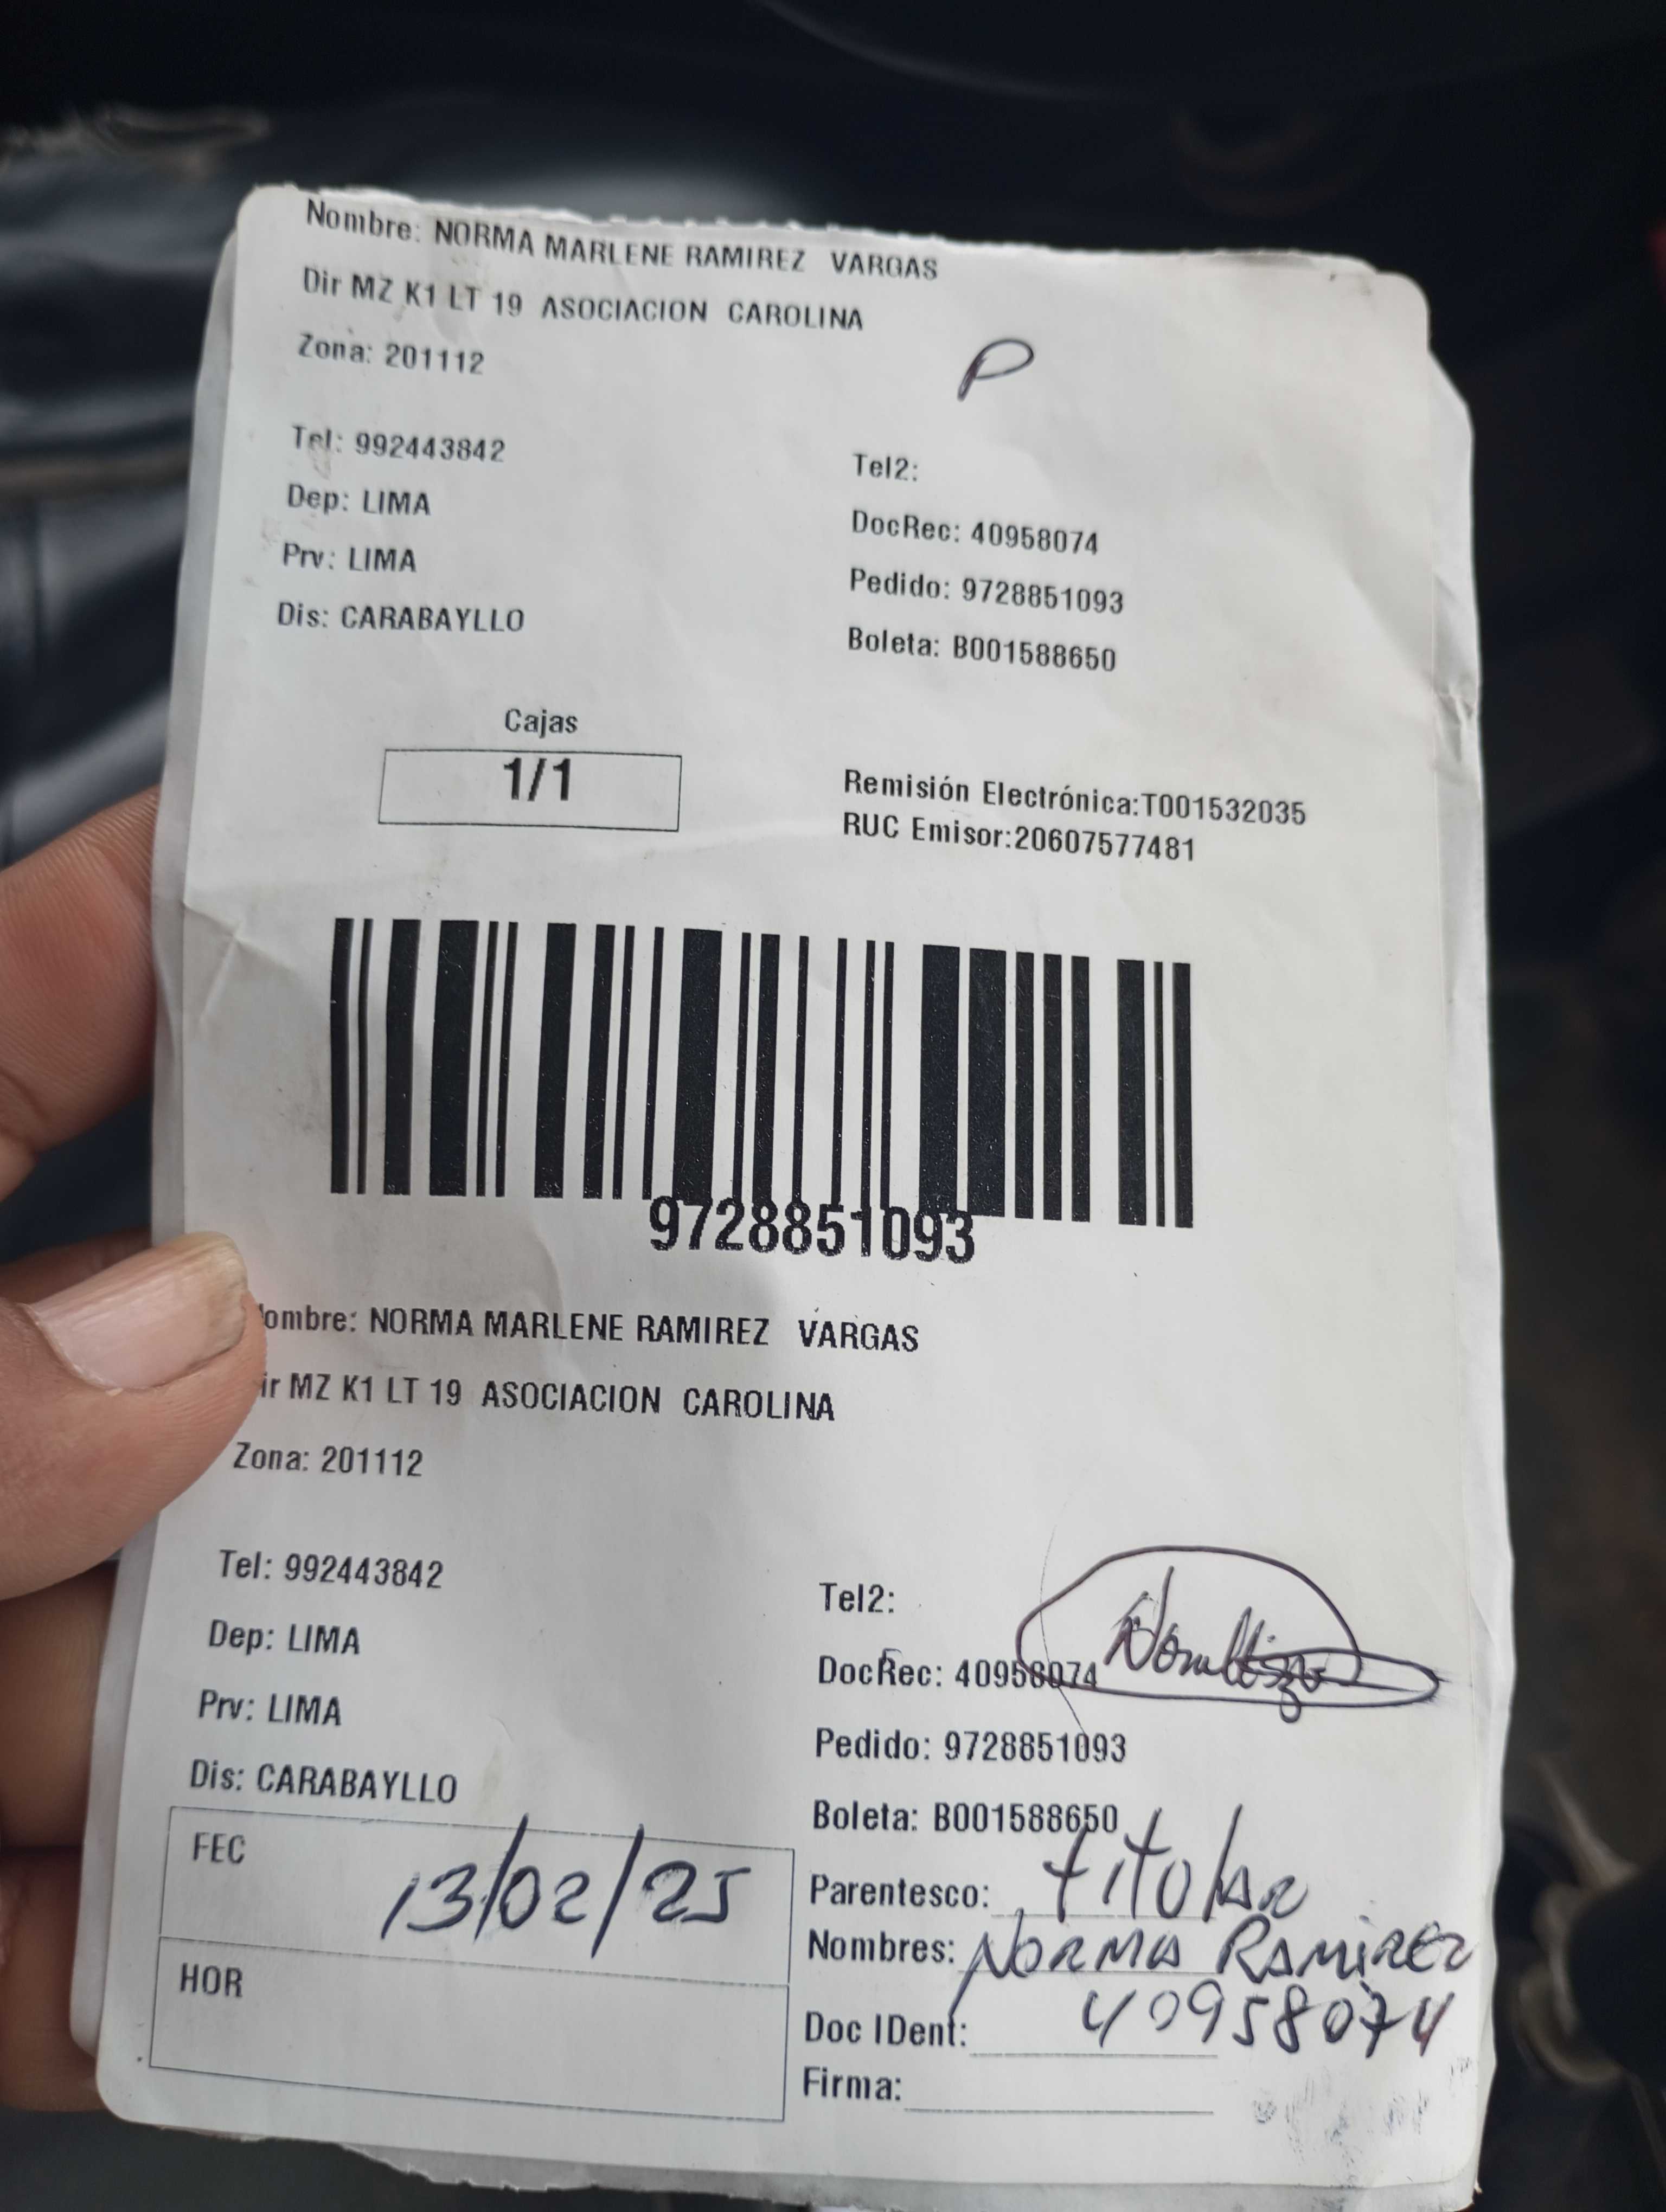 Nombre: NORMA MARLENE RAMIREZ VARGAS
Dir MZ K1 LT 19 ASOCIACION CAROLINA
Zona: 201112
P
Tel: 992443842
Tel2:
Dep: LIMA
DocRec: 40958074
Prv: LIMA
Pedido: 9728851093
Dis: CARABAYLLO
Boleta: B001588650
Cajas
1/1
Remisión Electrónica:T001532035
RUC Emisor:20607577481
9728851093
ombre: NORMA MARLENE RAMIREZ VARGAS
ir MZ K1 LT 19 ASOCIACION CAROLINA
Zona: 201112
Tel: 992443842
Tel2:
Dep: LIMA
DocRec: 40958074
Prv: LIMA
Pedido: 9728851093
Dis: CARABAYLLO
Boleta: B001588650
FEC 13/02/25
Parentesco: titular
Nombres: NORMA RAMIREZ
HOR
Doc IDent: 40958074
Firma: